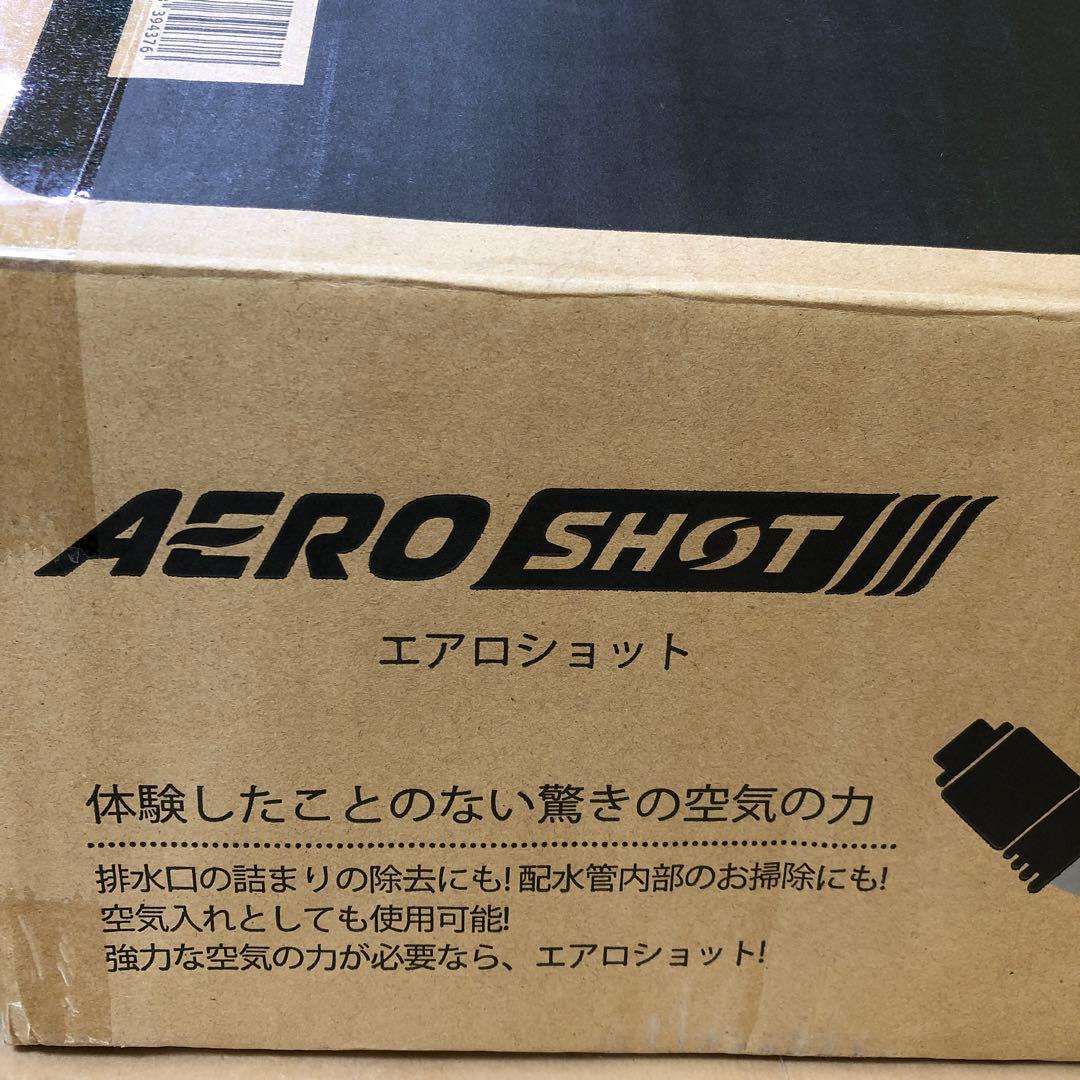 394376
AERO SHOT
エアロショット
体験したことのない驚きの空気の力
排水口の詰まりの除去にも! 配水管内部のお掃除にも!
空気入れとしても使用可能!
強力な空気の力が必要なら、エアロショット!